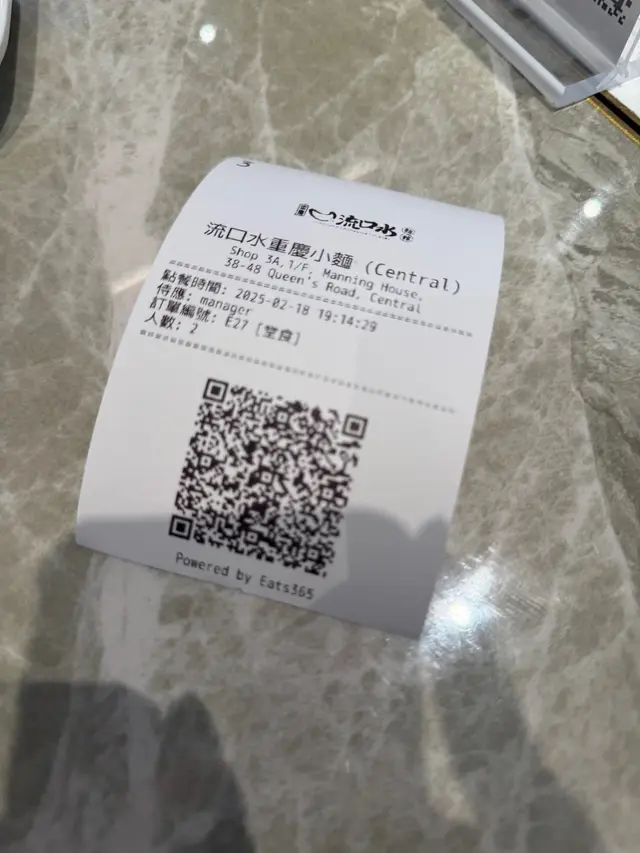 流口水
流口水重慶小麵 (Central)
Shop 3A,1/F, Manning House,
38-48 Queen's Road, Central
點餐時間: 2025-02-18 19:14:29
侍應: manager
訂單編號: E27 [堂食]
人數: 2
Powered by Eats365